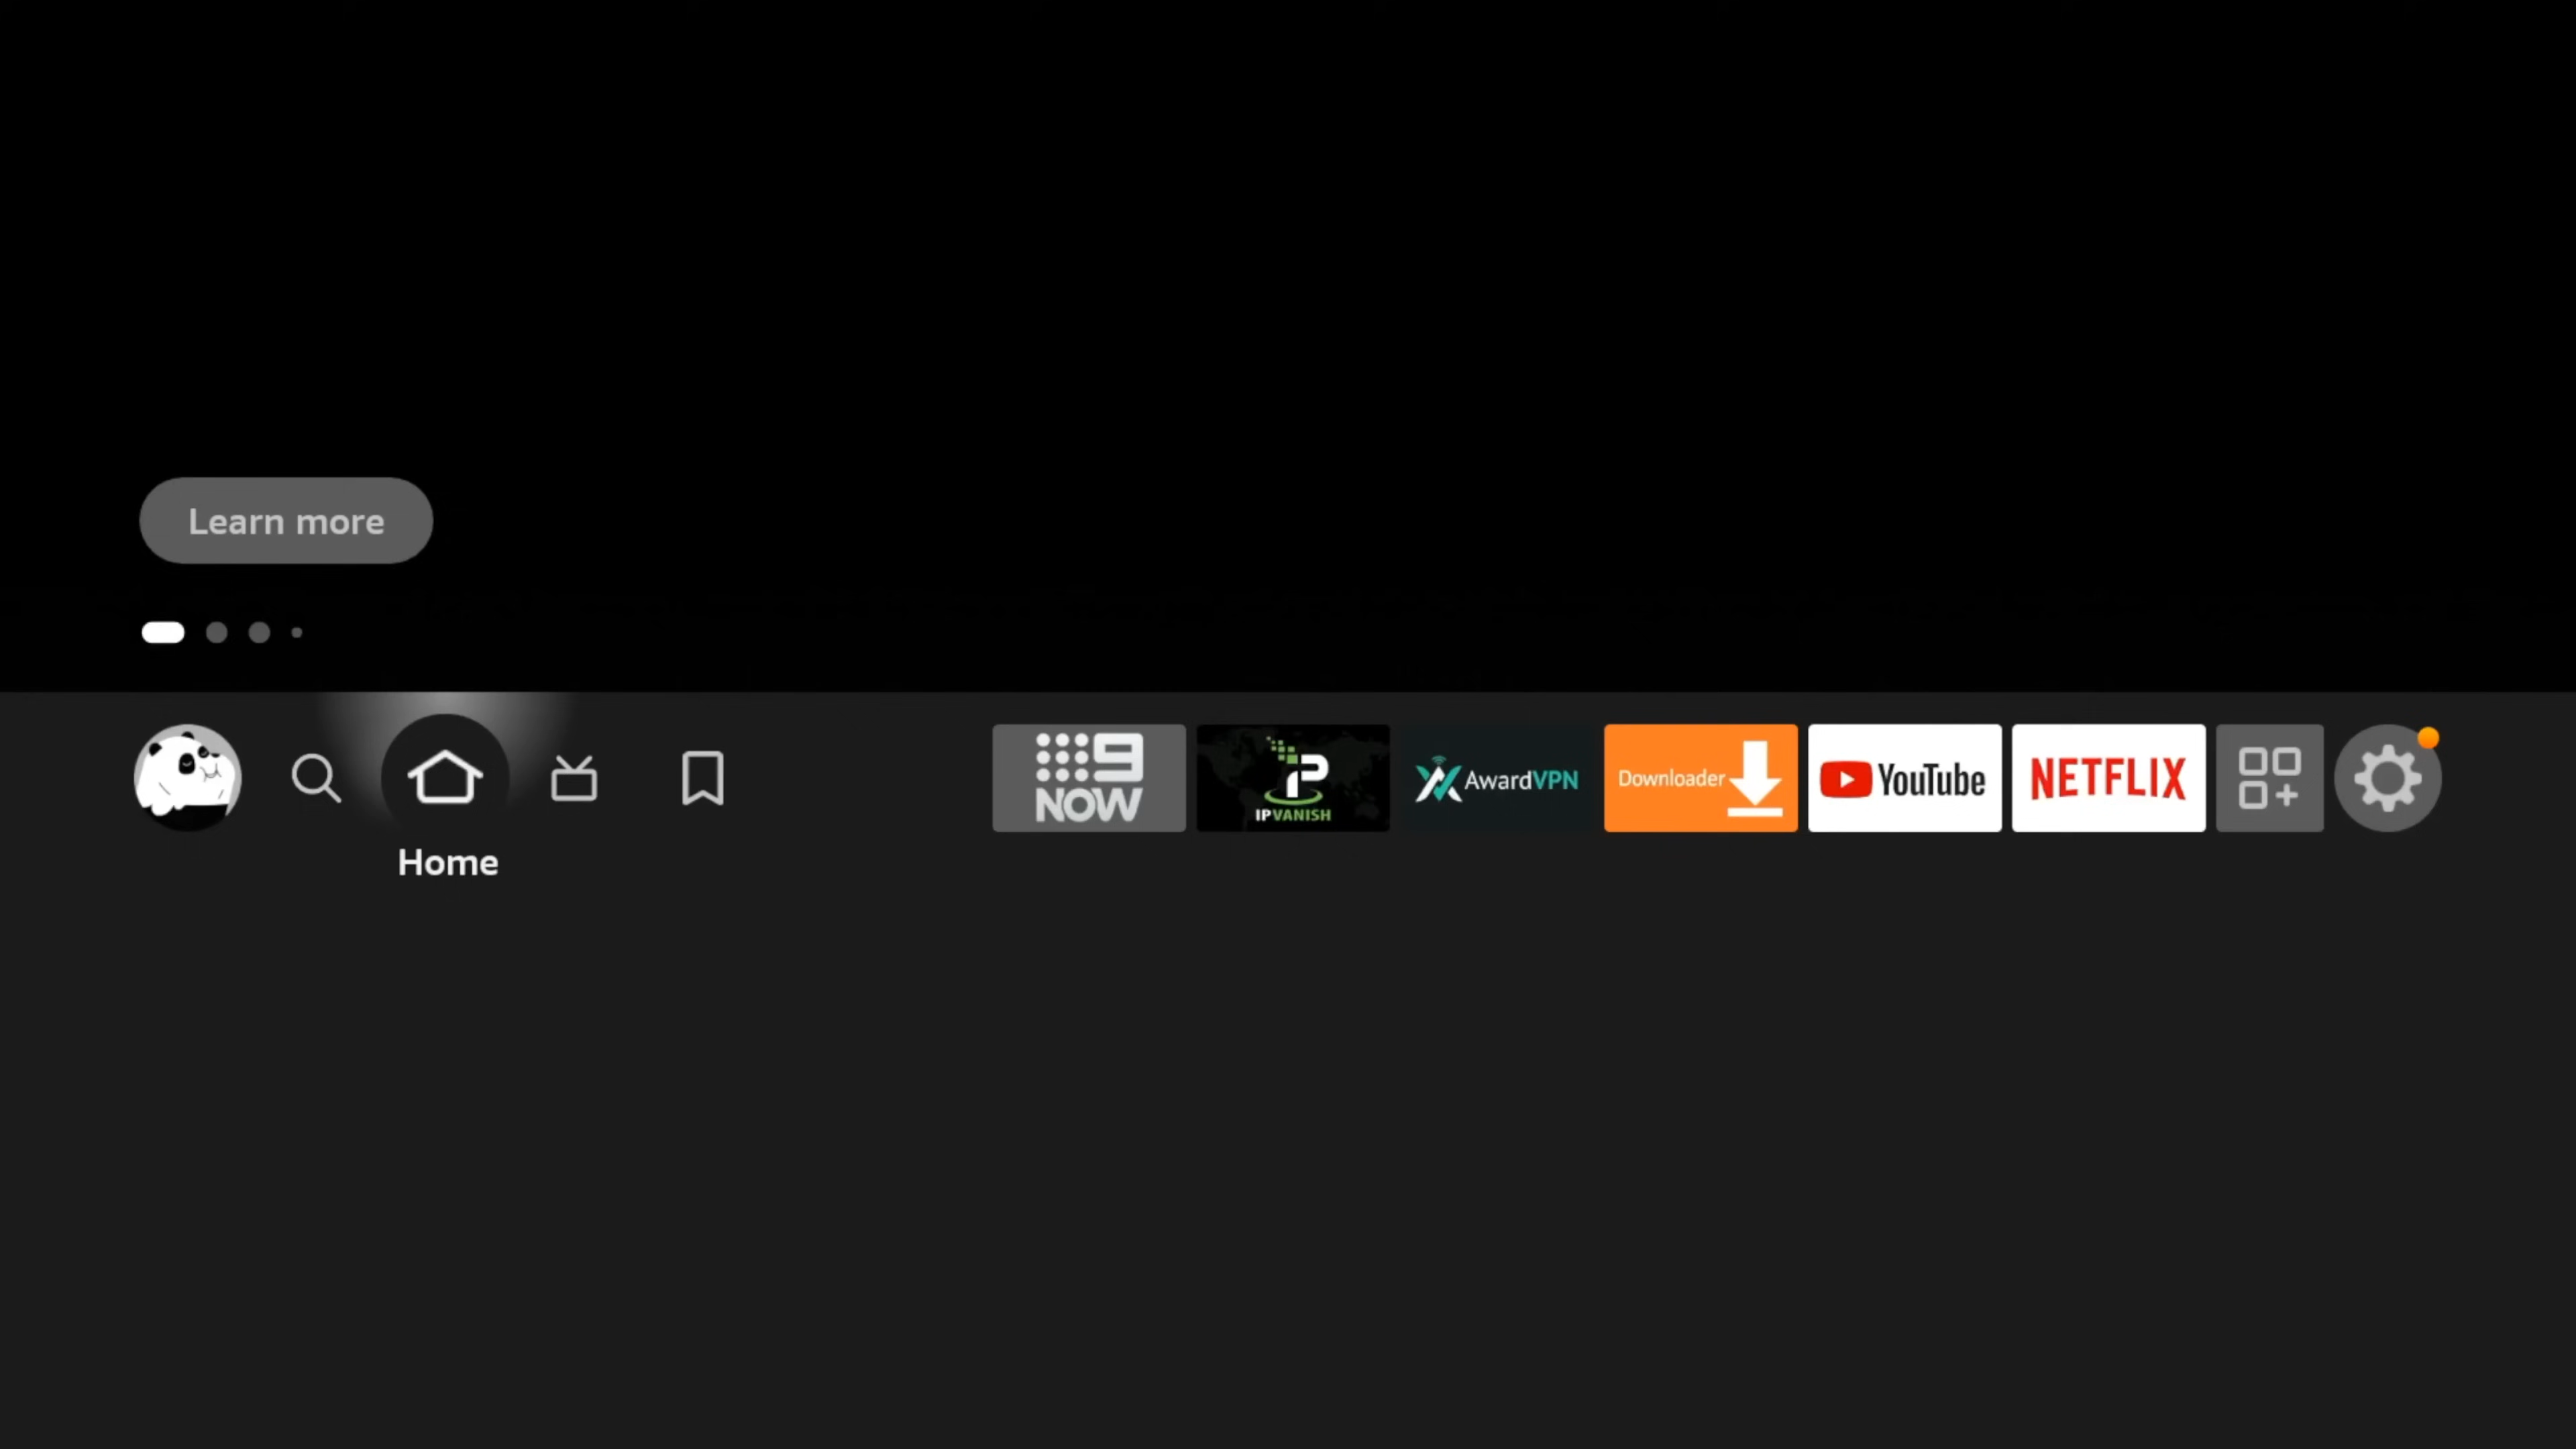 Learn more
9
NOW
IPVANISH
AwardVPN
Downloader
YouTube
NETFLIX
Home